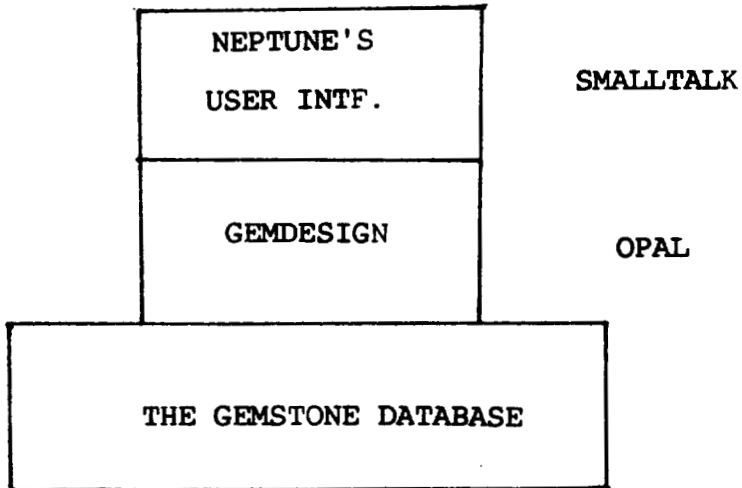 NEPTUNE'S
USER INTF.
SMALLTALK
GEMDESIGN
OPAL
THE GEMSTONE DATABASE